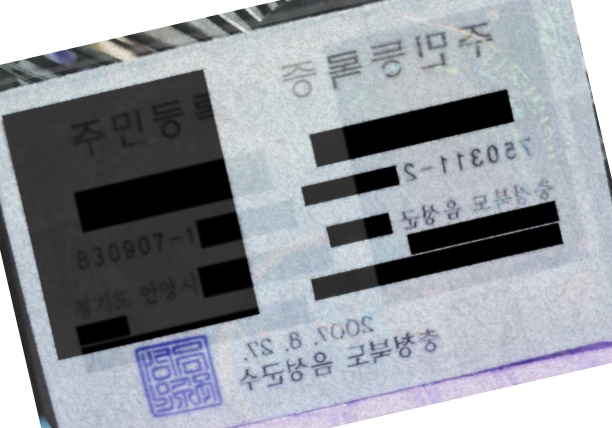 주민등록증
750311-2
충청북도 음성군
2007. 8. 27.
충청북도 음성군수
주민등록
830907-1
경기도 안양시